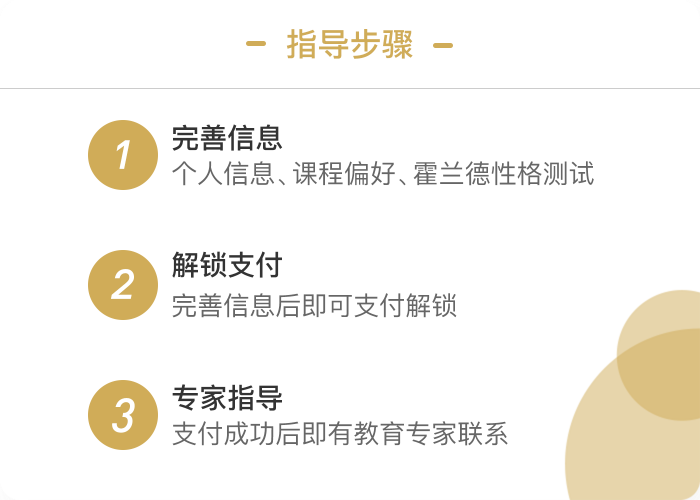 指导步骤
1
完善信息
个人信息、课程偏好、霍兰德性格测试
2
解锁支付
完善信息后即可支付解锁
3
专家指导
支付成功后即有教育专家联系